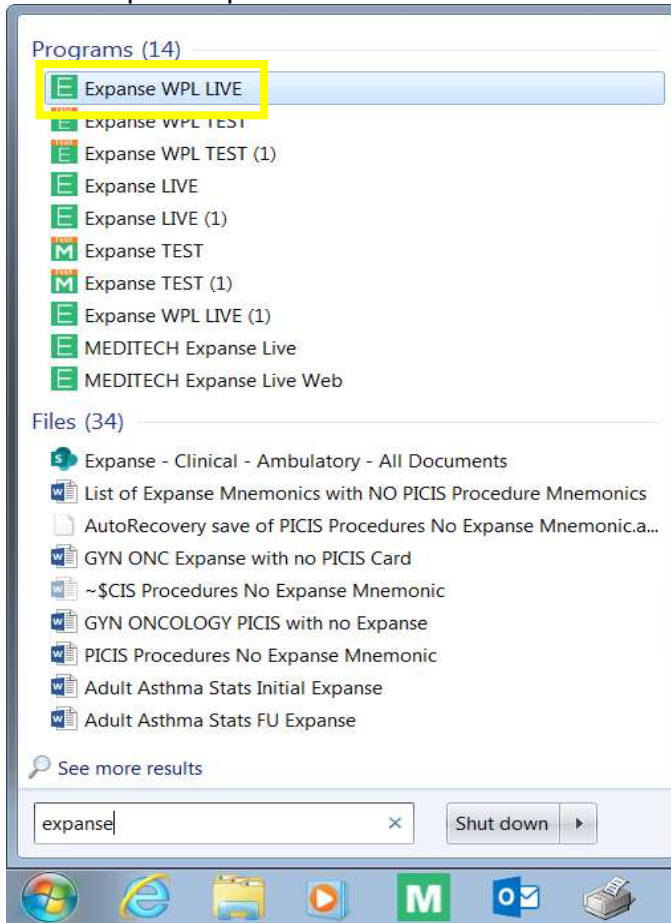 Programs (14)
Expanse WPL LIVE
Expanse WPL TEST
Expanse WPL TEST (1)
Expanse LIVE
Expanse LIVE (1)
Expanse TEST
Expanse TEST (1)
Expanse WPL LIVE (1)
MEDITECH Expanse Live
MEDITECH Expanse Live Web
Files (34)
Expanse - Clinical - Ambulatory - All Documents
List of Expanse Mnemonics with NO PICIS Procedure Mnemonics
AutoRecovery save of PICIS Procedures No Expanse Mnemonic.a...
GYN ONC Expanse with no PICIS Card
~$CIS Procedures No Expanse Mnemonic
GYN ONCOLOGY PICIS with no Expanse
PICIS Procedures No Expanse Mnemonic
Adult Asthma Stats Initial Expanse
Adult Asthma Stats FU Expanse
See more results
expanse Shut down